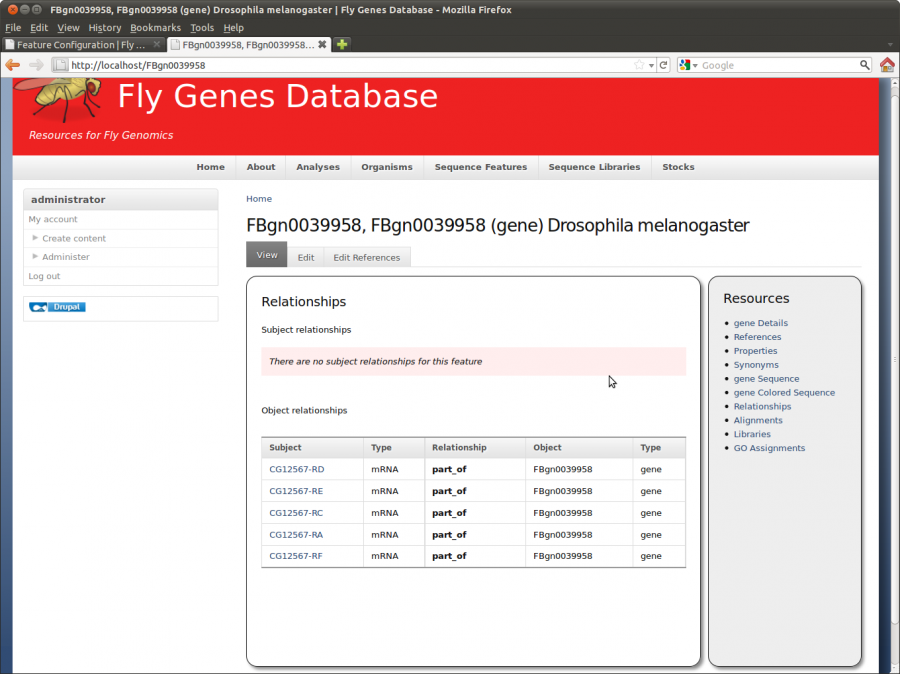 FBgn0039958, FBgn0039958 (gene) Drosophila melanogaster | Fly Genes Database - Mozilla Firefox
File Edit View History Bookmarks Tools Help
Feature Configuration | Fly ... FBgn0039958, FBgn0039958...
http://localhost/FBgn0039958 Google
Fly Genes Database
Resources for Fly Genomics
Home About Analyses Organisms Sequence Features Sequence Libraries Stocks
administrator
My account
Create content
Administer
Log out
Drupal
Home
FBgn0039958, FBgn0039958 (gene) Drosophila melanogaster
View Edit Edit References
Relationships
Subject relationships
There are no subject relationships for this feature
Object relationships
Subject Type Relationship Object Type
CG12567-RD mRNA part_of FBgn0039958 gene
CG12567-RE mRNA part_of FBgn0039958 gene
CG12567-RC mRNA part_of FBgn0039958 gene
CG12567-RA mRNA part_of FBgn0039958 gene
CG12567-RF mRNA part_of FBgn0039958 gene
Resources
gene Details
References
Properties
Synonyms
gene Sequence
gene Colored Sequence
Relationships
Alignments
Libraries
GO Assignments